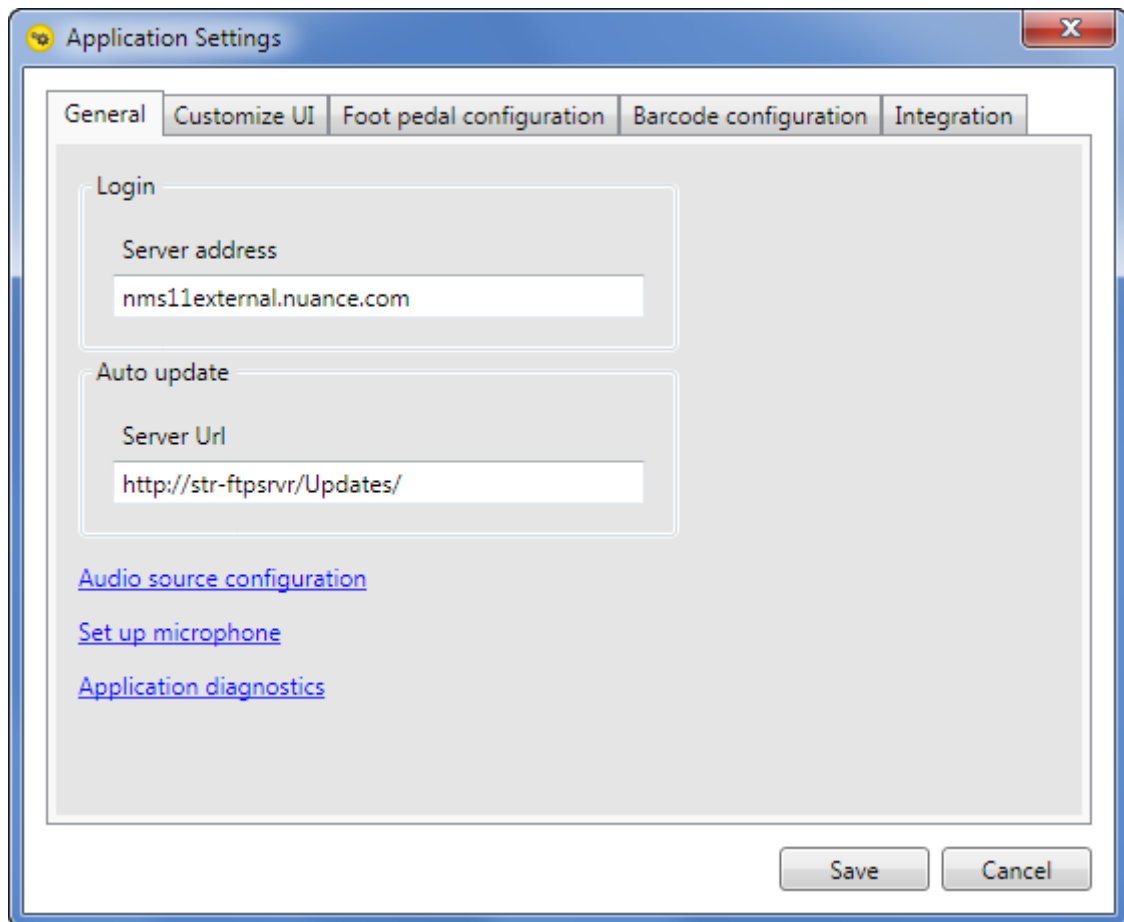 Application Settings
General Customize UI Foot pedal configuration Barcode configuration Integration
Login
Server address
nms11external.nuance.com
Auto update
Server Url
http://str-ftpsrvr/Updates/
Audio source configuration
Set up microphone
Application diagnostics
Save Cancel